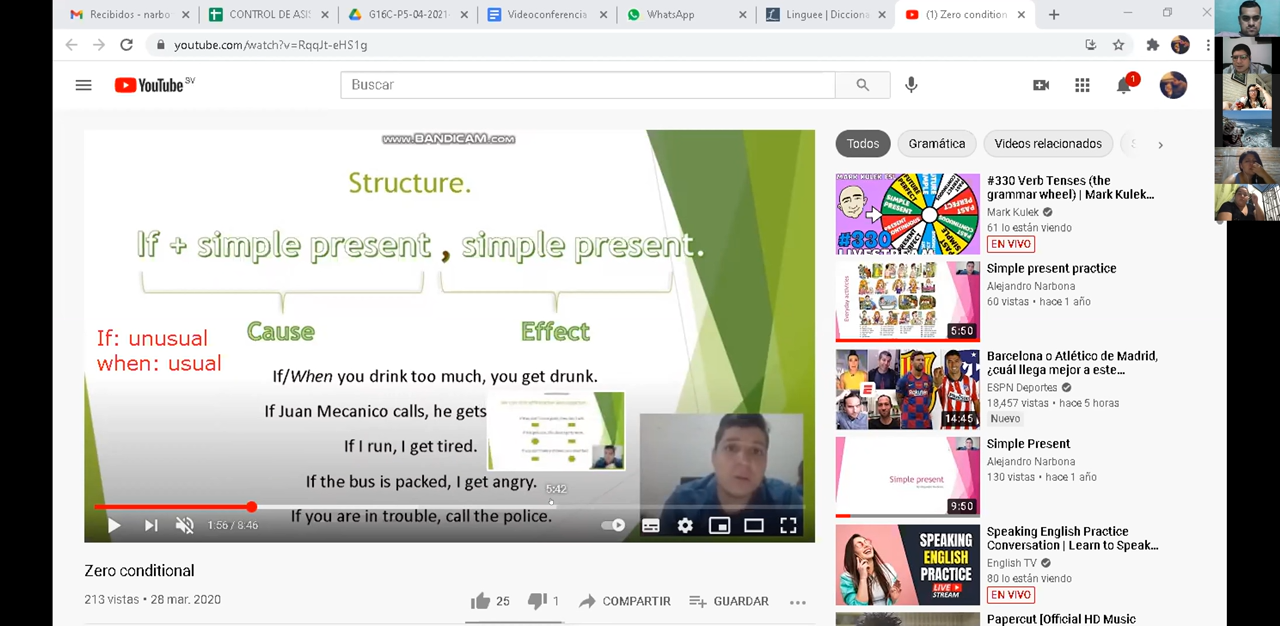 Recibidos - narbo
CONTROL DE ASIS
G16C-P5-04-2021-
Videoconferencia
WhatsApp
Linguee | Dicciona
(1) Zero condition
youtube.com/watch?v=RqqJt-eHS1g
YouTube SV
Buscar
1
www.BANDICAM.com
Structure.
If + simple present , simple present.
Cause
Effect
If: unusual
when: usual
If/When you drink too much, you get drunk.
If Juan Mecanico calls, he gets
If I run, I get tired.
If the bus is packed, I get angry.
5:42
If you are in trouble, call the police.
1:56 / 8:46
Zero conditional
213 vistas • 28 mar. 2020
25
1
COMPARTIR
GUARDAR
Todos
Gramática
Videos relacionados
#330 Verb Tenses (the
grammar wheel) | Mark Kulek...
Mark Kulek
61 lo están viendo
EN VIVO
MARK KULEK ESL
#330
Simple present practice
Alejandro Narbona
60 vistas • hace 1 año
5:50
Barcelona o Atlético de Madrid,
¿cuál llega mejor a este...
ESPN Deportes
18,457 vistas • hace 5 horas
Nuevo
14:45
Simple Present
Alejandro Narbona
130 vistas • hace 1 año
Simple present
9:50
Speaking English Practice
Conversation | Learn to Speak...
English TV
80 lo están viendo
EN VIVO
SPEAKING
ENGLISH
PRACTICE
LIVE
STREAM
Papercut [Official HD Music